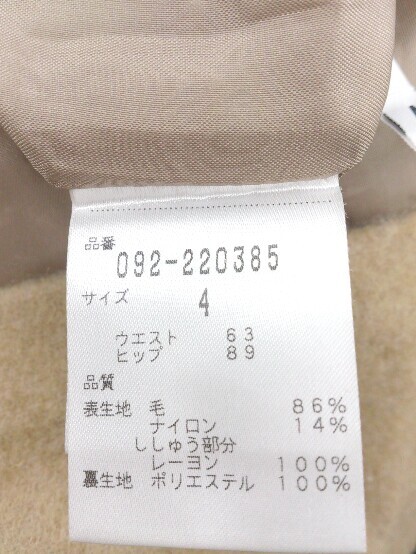 品番
092-220385
サイズ 4
ウエスト 63
ヒップ 89
品質
表生地 毛 86%
ナイロン 14%
ししゅう部分
レーヨン 100%
裏生地 ポリエステル 100%